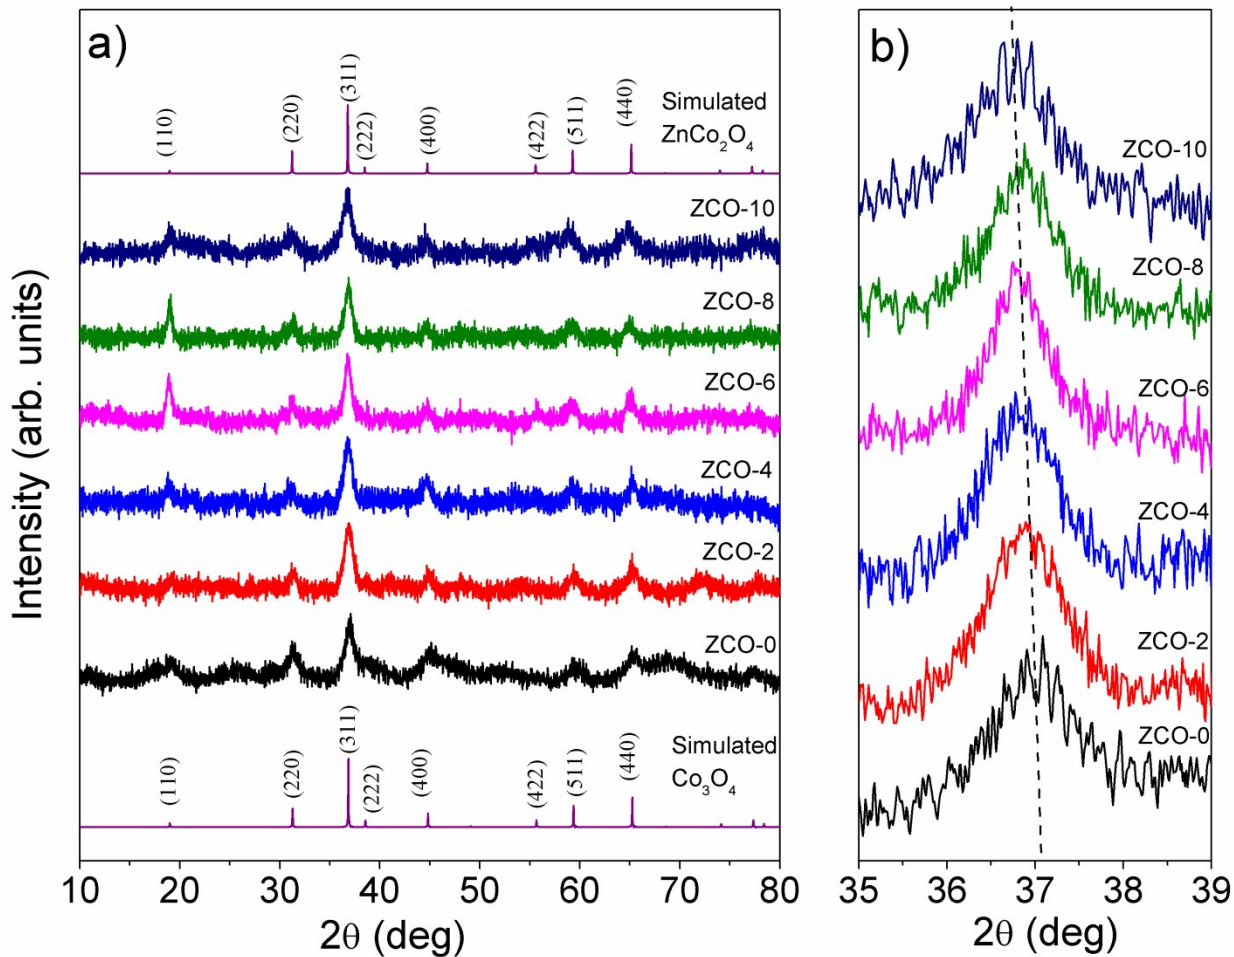 a)
(110)
(220)
(311)
(222)
(400)
(422)
(511)
(440)
Simulated
ZnCo₂O₄
ZCO-10
ZCO-8
ZCO-6
ZCO-4
ZCO-2
ZCO-0
(110)
(220)
(311)
(222)
(400)
(422)
(511)
(440)
Simulated
Co₃O₄
Intensity (arb. units)
10 20 30 40 50 60 70 80
2θ (deg)
b)
ZCO-10
ZCO-8
ZCO-6
ZCO-4
ZCO-2
ZCO-0
35 36 37 38 39
2θ (deg)